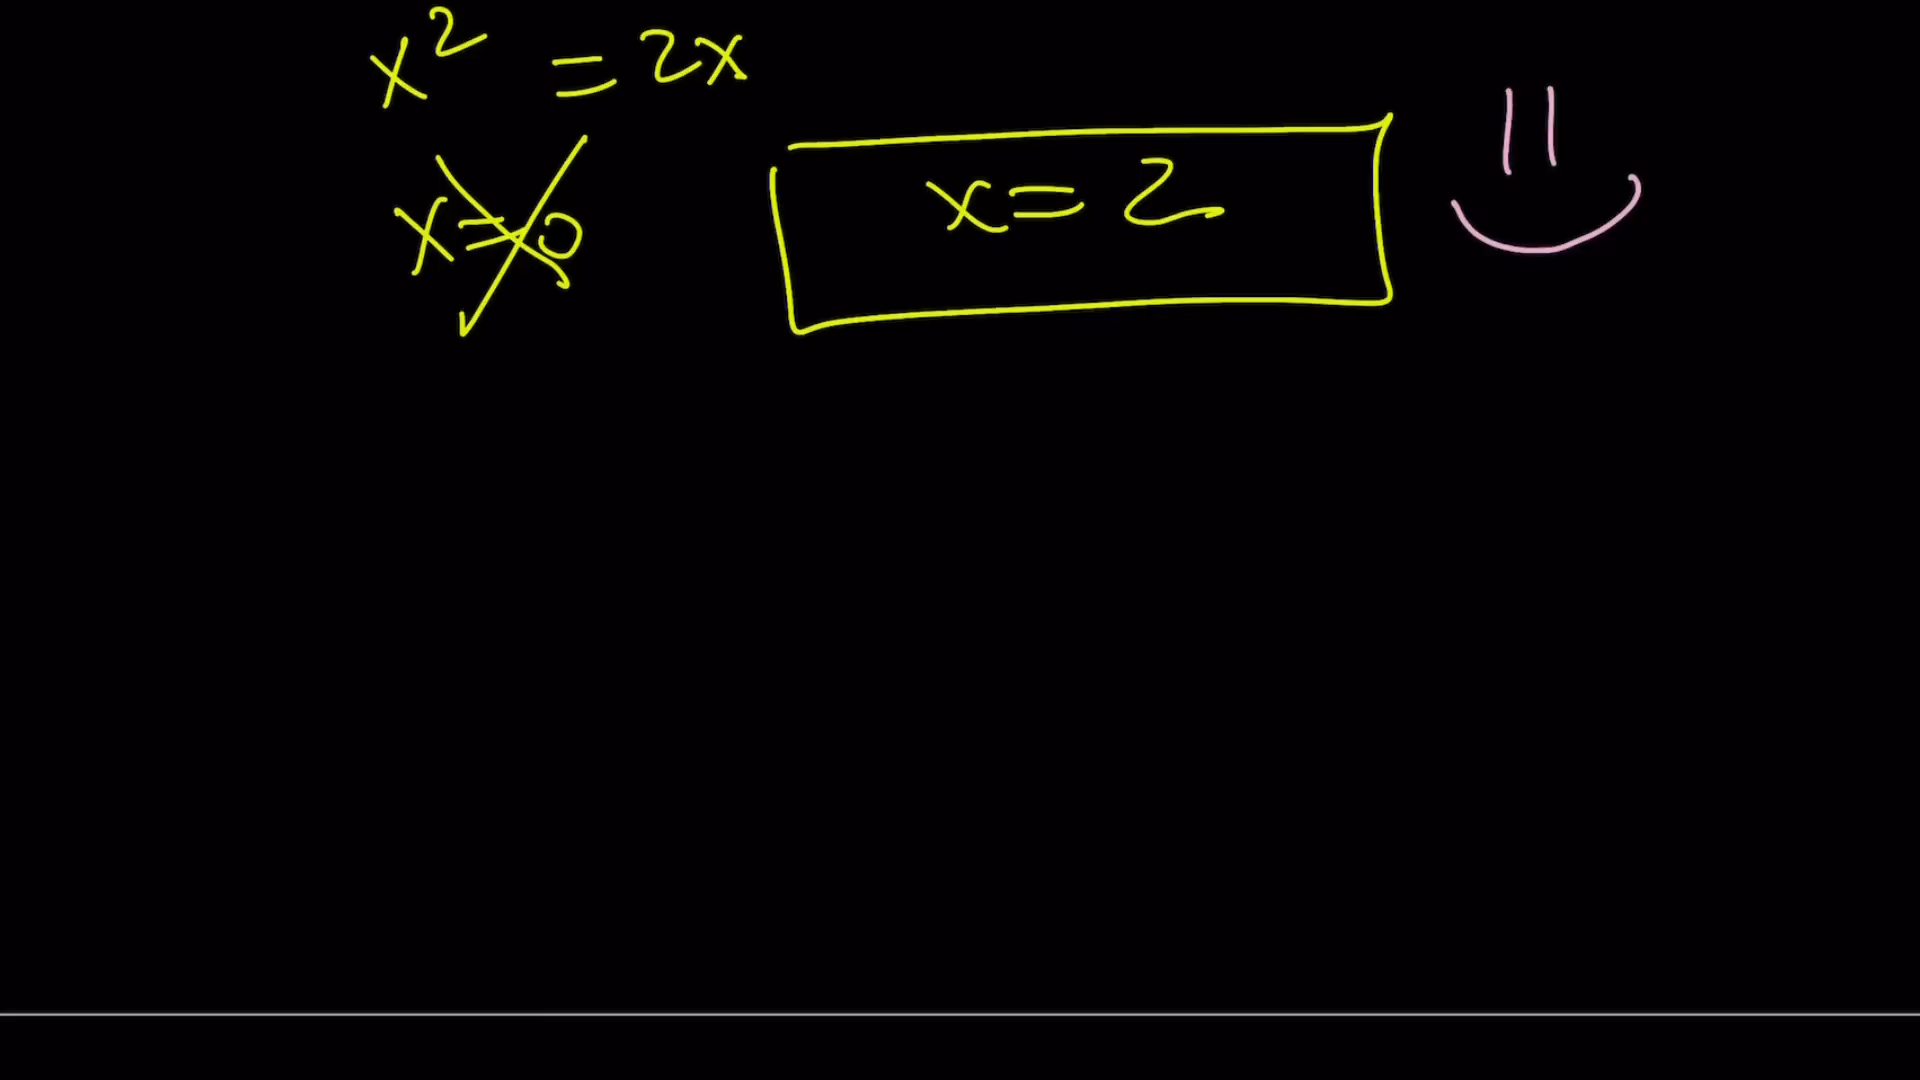 x² = 2x
x=0
x=2